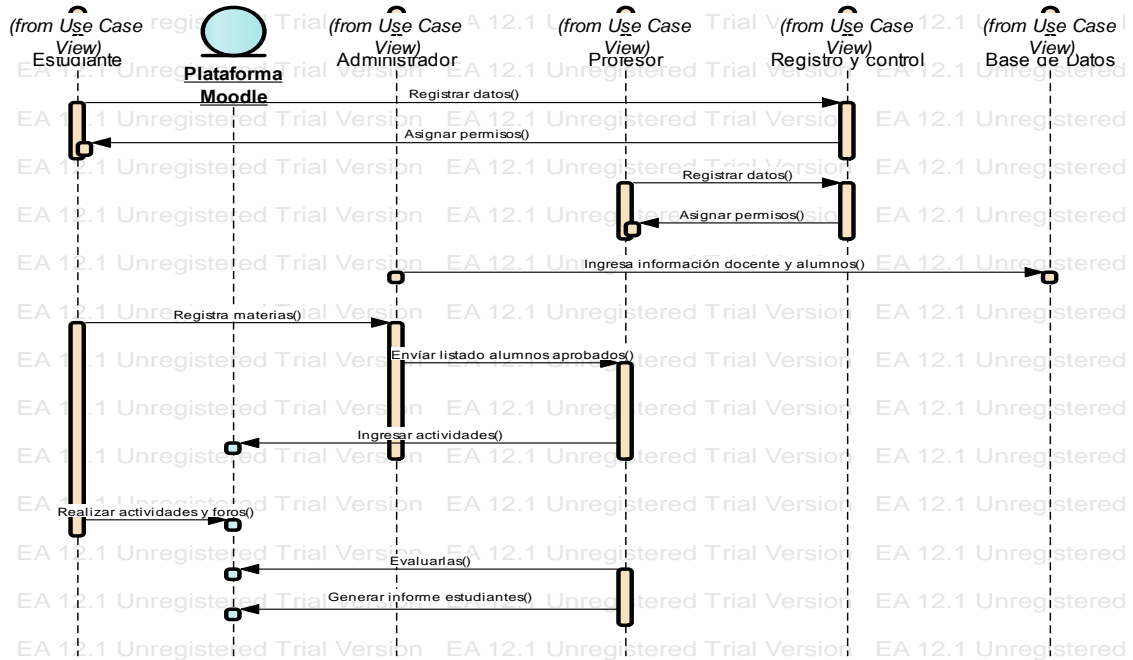 (from Use Case View) Estudiante
Plataforma Moodle
(from Use Case View) Administrador
(from Use Case View) Profesor
(from Use Case View) Registro y control
(from Use Case View) Base de Datos
Registrar datos()
Asignar permisos()
Registrar datos()
Asignar permisos()
Ingresa información docente y alumnos()
Registra materias()
Envíar listado alumnos aprobados()
Ingresar actividades()
Realizar actividades y foros()
Evaluarlas()
Generar informe estudiantes()
EA 12.1 Unregistered Trial Version